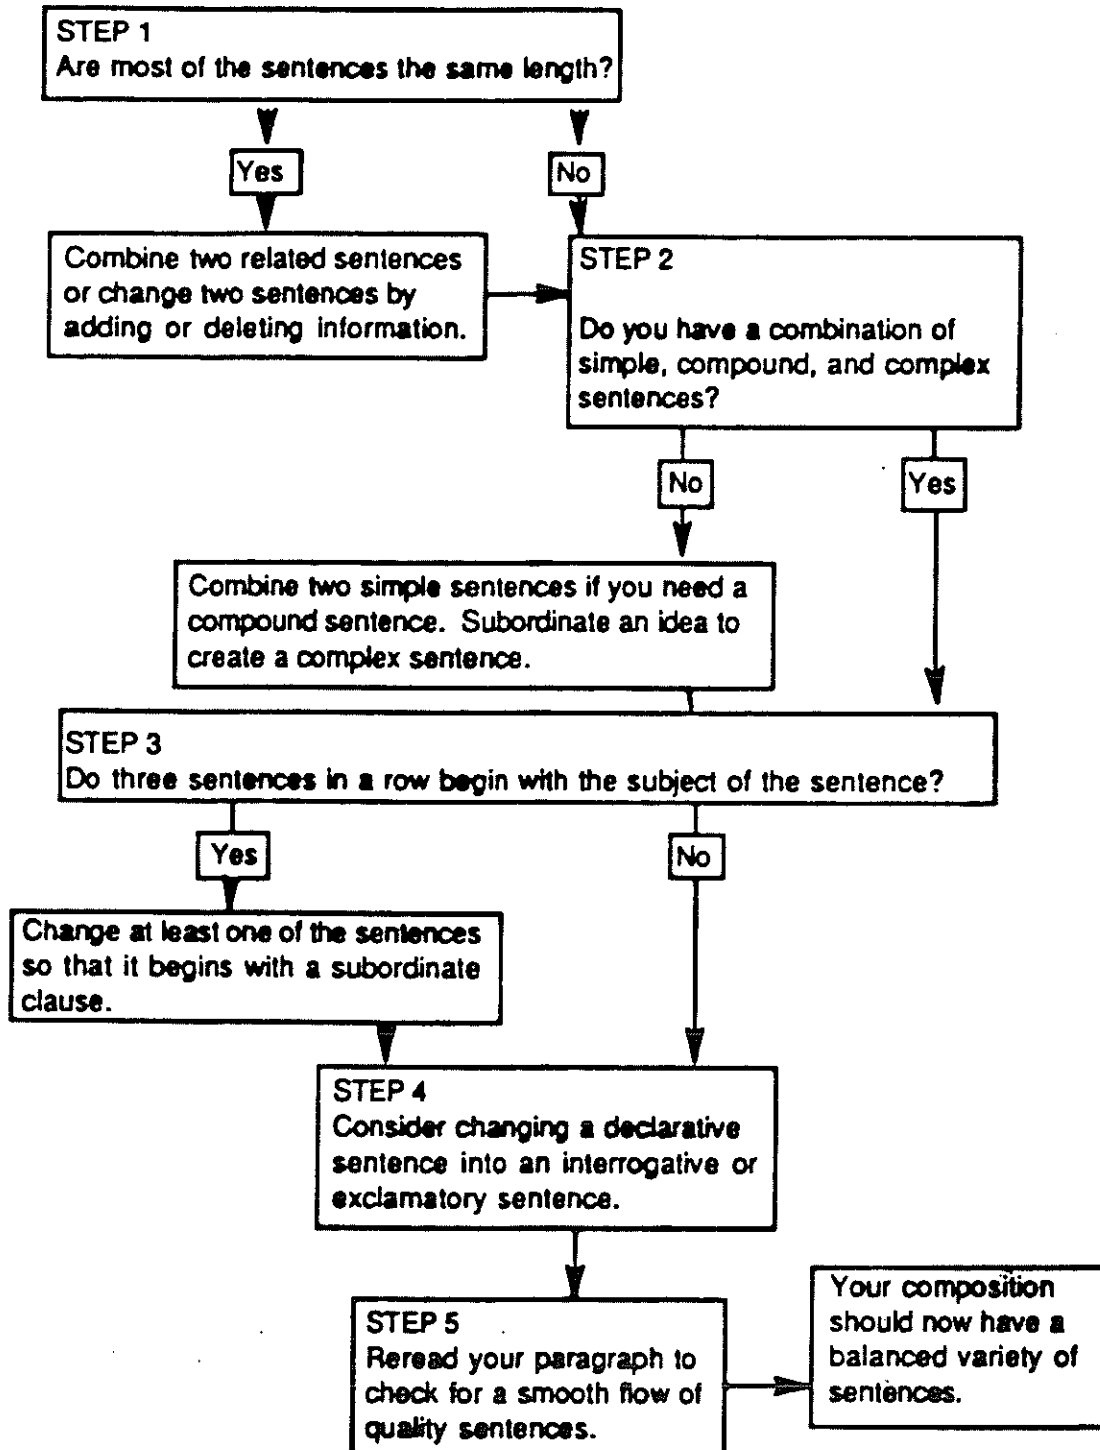 STEP 1
Are most of the sentences the same length?
Yes
No
Combine two related sentences
or change two sentences by
adding or deleting information.
STEP 2
Do you have a combination of
simple, compound, and complex
sentences?
No
Yes
Combine two simple sentences if you need a
compound sentence. Subordinate an idea to
create a complex sentence.
STEP 3
Do three sentences in a row begin with the subject of the sentence?
Yes
No
Change at least one of the sentences
so that it begins with a subordinate
clause.
STEP 4
Consider changing a declarative
sentence into an interrogative or
exclamatory sentence.
STEP 5
Reread your paragraph to
check for a smooth flow of
quality sentences.
Your composition
should now have a
balanced variety of
sentences.